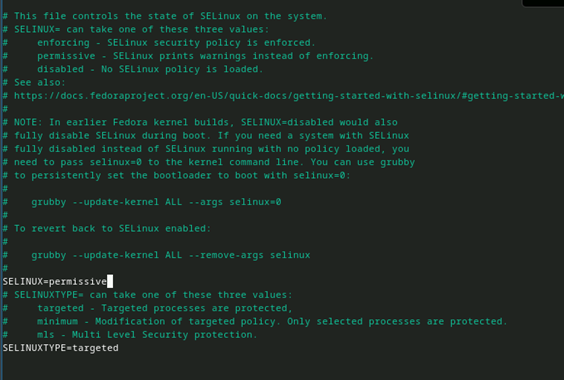 # This file controls the state of SELinux on the system.
# SELINUX= can take one of these three values:
#     enforcing - SELinux security policy is enforced.
#     permissive - SELinux prints warnings instead of enforcing.
#     disabled - No SELinux policy is loaded.
# See also:
# https://docs.fedoraproject.org/en-US/quick-docs/getting-started-with-selinux/#getting-started-w
#
# NOTE: In earlier Fedora kernel builds, SELINUX=disabled would also
# fully disable SELinux during boot. If you need a system with SELinux
# fully disabled instead of SELinux running with no policy loaded, you
# need to pass selinux=0 to the kernel command line. You can use grubby
# to persistently set the bootloader to boot with selinux=0:
#
#    grubby --update-kernel ALL --args selinux=0
#
# To revert back to SELinux enabled:
#
#    grubby --update-kernel ALL --remove-args selinux
#
SELINUX=permissive
# SELINUXTYPE= can take one of these three values:
#     targeted - Targeted processes are protected,
#     minimum - Modification of targeted policy. Only selected processes are protected.
#     mls - Multi Level Security protection.
SELINUXTYPE=targeted